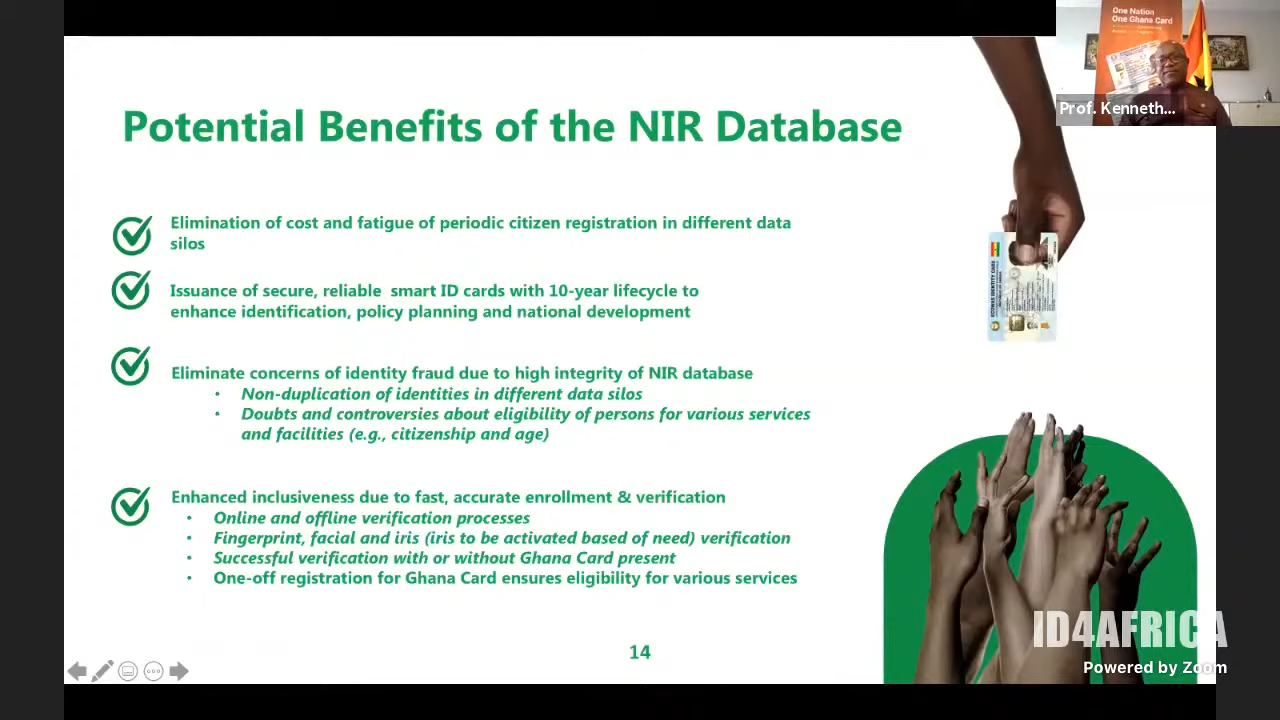 One Nation
One Ghana Card
Prof. Kenneth...
Potential Benefits of the NIR Database
Elimination of cost and fatigue of periodic citizen registration in different data
silos
Issuance of secure, reliable smart ID cards with 10-year lifecycle to
enhance identification, policy planning and national development
ECOWAS IDENTITY CARD
Eliminate concerns of identity fraud due to high integrity of NIR database
• Non-duplication of identities in different data silos
• Doubts and controversies about eligibility of persons for various services
and facilities (e.g., citizenship and age)
Enhanced inclusiveness due to fast, accurate enrollment & verification
• Online and offline verification processes
• Fingerprint, facial and iris (iris to be activated based of need) verification
• Successful verification with or without Ghana Card present
• One-off registration for Ghana Card ensures eligibility for various services
14
ID4AFRICA
Powered by Zoom